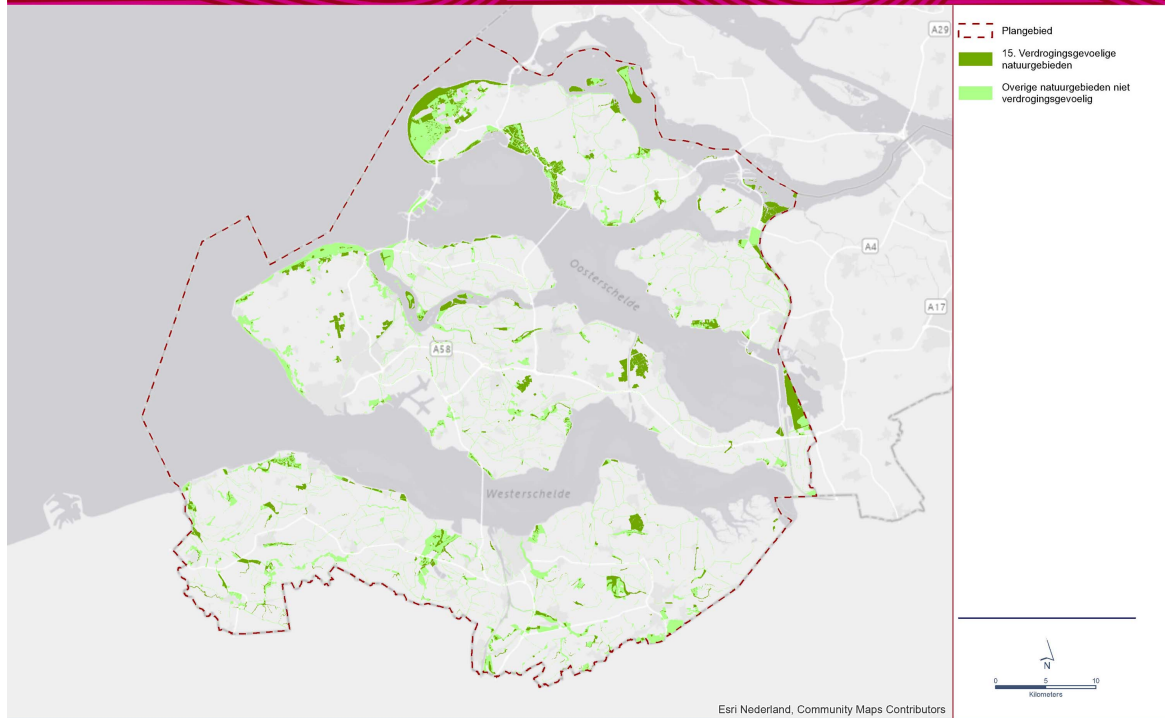 A29
A4
A17
Oosterschelde
A58
Westerschelde
Esri Nederland, Community Maps Contributors
Plangebied
15. Verdrogingsgevoelige
natuurgebieden
Overige natuurgebieden niet
verdrogingsgevoelig
N
0 5 10
Kilometers